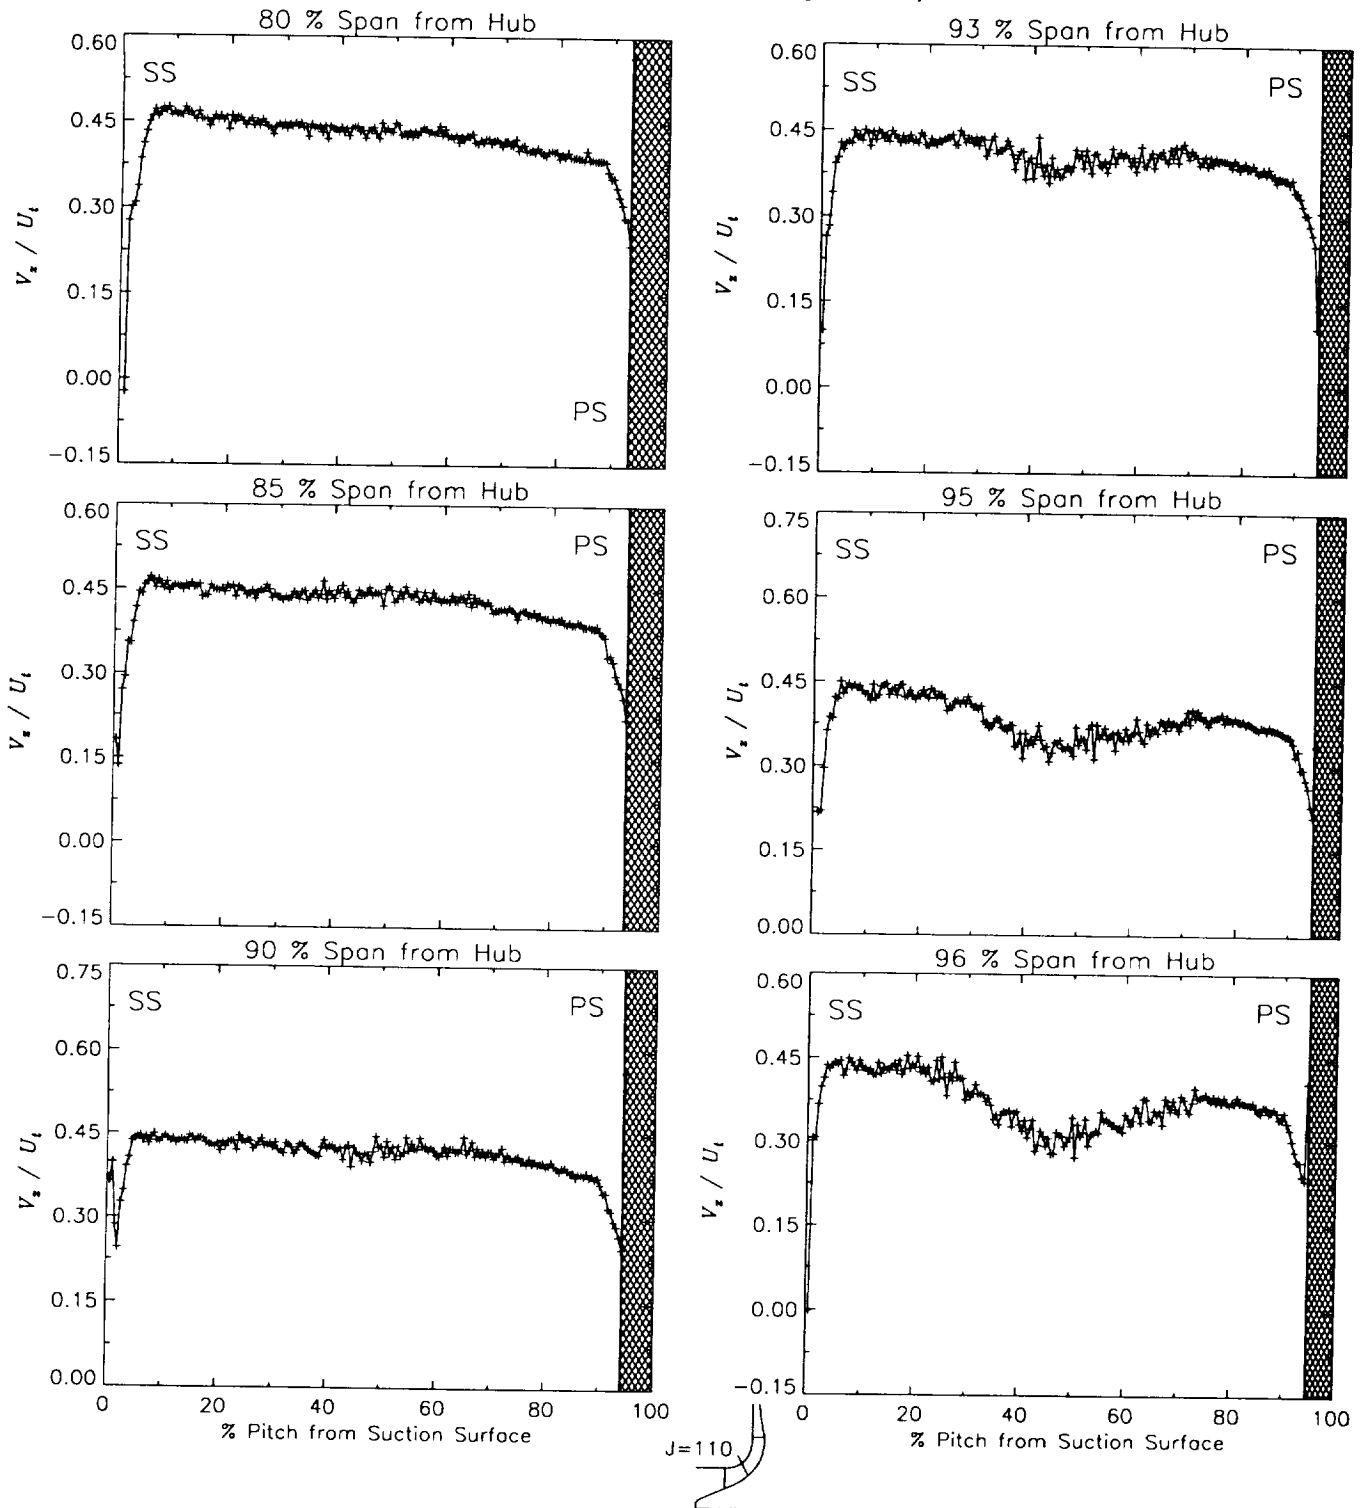 80 % Span from Hub
0.60
0.45
0.30
0.15
0.00
−0.15
SS
PS
V_z / U_t
85 % Span from Hub
0.60
0.45
0.30
0.15
0.00
−0.15
SS
PS
V_z / U_t
90 % Span from Hub
0.75
0.60
0.45
0.30
0.15
0.00
SS
PS
V_z / U_t
0 20 40 60 80 100
% Pitch from Suction Surface
93 % Span from Hub
0.60
0.45
0.30
0.15
0.00
−0.15
SS
PS
V_z / U_t
95 % Span from Hub
0.75
0.60
0.45
0.30
0.15
0.00
SS
PS
V_z / U_t
96 % Span from Hub
0.60
0.45
0.30
0.15
0.00
−0.15
SS
PS
V_z / U_t
0 20 40 60 80 100
% Pitch from Suction Surface
J=110